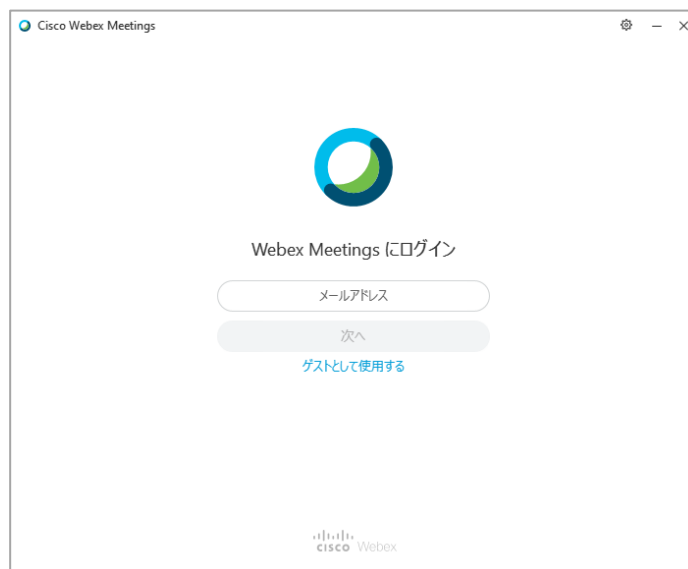 Cisco Webex Meetings
Webex Meetings にログイン
メールアドレス
次へ
ゲストとして使用する
cisco Webex